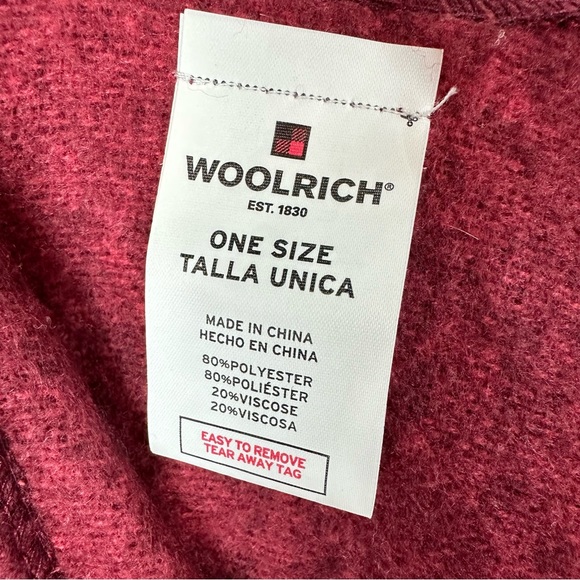 WOOLRICH®
EST. 1830
ONE SIZE
TALLA UNICA
MADE IN CHINA
HECHO EN CHINA
80%POLYESTER
80%POLIÉSTER
20%VISCOSE
20%VISCOSA
EASY TO REMOVE
TEAR AWAY TAG